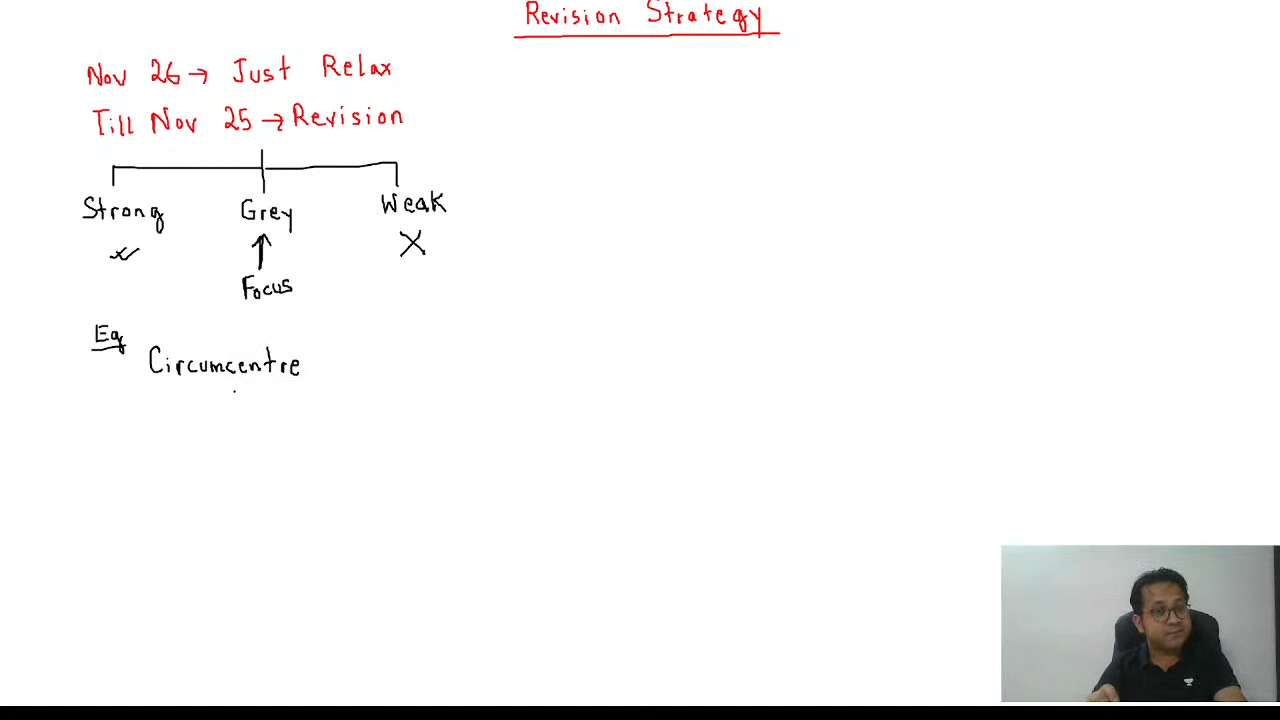 Revision Strategy
Nov 26 → Just Relax
Till Nov 25 → Revision
Strong Grey Weak
Focus
Eg
Circumcentre